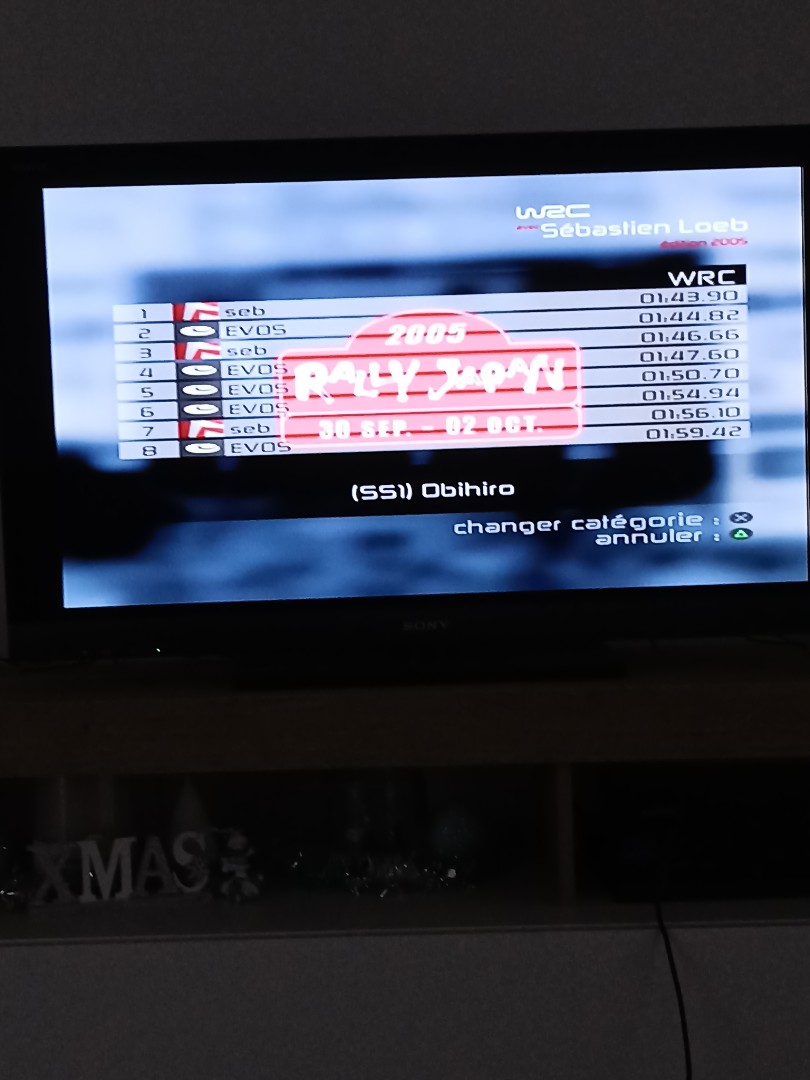 WRC
avec Sébastien Loeb
édition 2005
WRC
1 seb 01:43.90
2 EVOS 01:44.82
3 seb 01:46.66
4 EVOS 01:47.60
5 EVOS 01:50.70
6 EVOS 01:54.94
7 seb 01:56.10
8 EVOS 01:59.42
2005
RALLY JAPAN
30 SEP. - 02 OCT.
(SS1) Obihiro
changer catégorie :
annuler :
SONY
XMAS